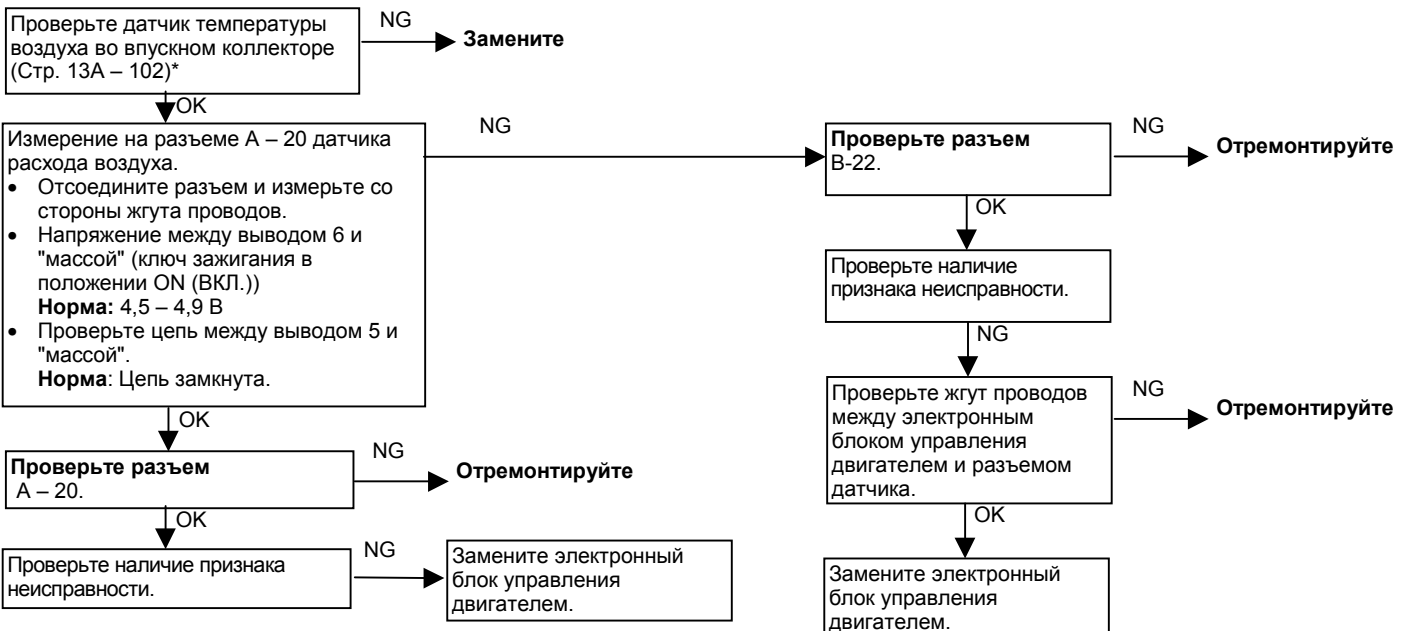 Проверьте датчик температуры
воздуха во впускном коллекторе
(Стр. 13А – 102)*
NG
Замените
OK
Измерение на разъеме А – 20 датчика
расхода воздуха.
• Отсоедините разъем и измерьте со
стороны жгута проводов.
• Напряжение между выводом 6 и
"массой" (ключ зажигания в
положении ON (ВКЛ.))
Норма: 4,5 – 4,9 В
• Проверьте цепь между выводом 5 и
"массой".
Норма: Цепь замкнута.
NG
OK
Проверьте разъем
А – 20.
NG
Отремонтируйте
OK
Проверьте наличие признака
неисправности.
NG
Замените электронный
блок управления
двигателем.
Проверьте разъем
В-22.
NG
Отремонтируйте
OK
Проверьте наличие
признака неисправности.
NG
Проверьте жгут проводов
между электронным
блоком управления
двигателем и разъемом
датчика.
NG
Отремонтируйте
OK
Замените электронный
блок управления
двигателем.